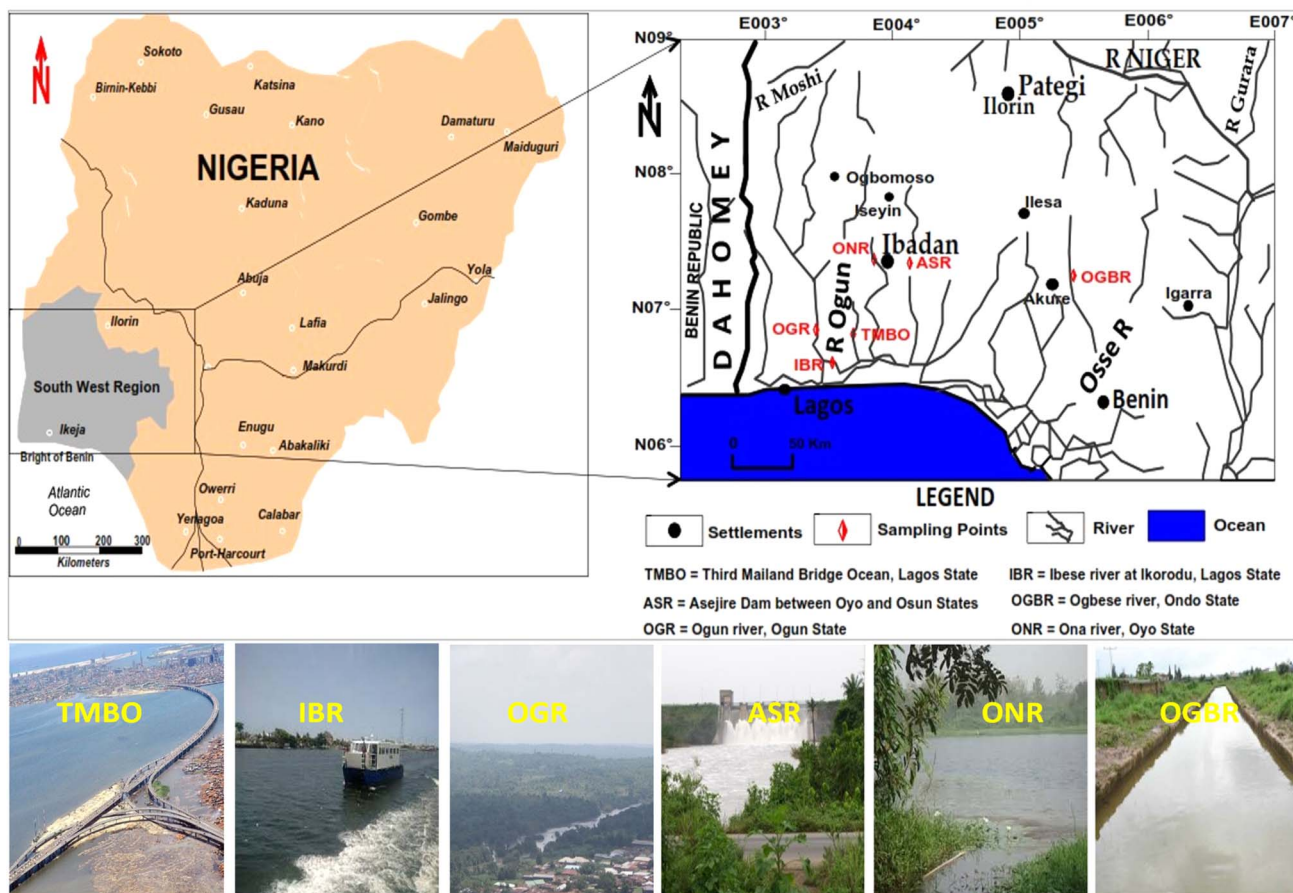 N
Sokoto
Birnin-Kebbi
Katsina
Gusau
Kano
Damaturu
Maiduguri
NIGERIA
Kaduna
Gombe
Abuja
Yola
Jalingo
Ilorin
Lafia
Makurdi
South West Region
Ikeja
Enugu
Abakaliki
Bright of Benin
Owerri
Atlantic
Ocean
Yenagoa
Calabar
Port-Harcourt
0 100 200 300
Kilometers
E003° E004° E005° E006° E007°
N09°
N08°
N07°
N06°
N
R Moshi
R NIGER
R Gurara
Pategi
Ilorin
BENIN REPUBLIC
DAHOMEY
Ogbomoso
Iseyin
Ilesa
ONR
Ibadan
ASR
OGBR
Akure
Igarra
OGR
R Ogun
TMBO
IBR
Osse R
Lagos
Benin
0 50 Km
LEGEND
Settlements Sampling Points River Ocean
TMBO = Third Mailand Bridge Ocean, Lagos State
IBR = Ibese river at Ikorodu, Lagos State
ASR = Asejire Dam between Oyo and Osun States
OGBR = Ogbese river, Ondo State
OGR = Ogun river, Ogun State
ONR = Ona river, Oyo State
TMBO
IBR
OGR
ASR
ONR
OGBR